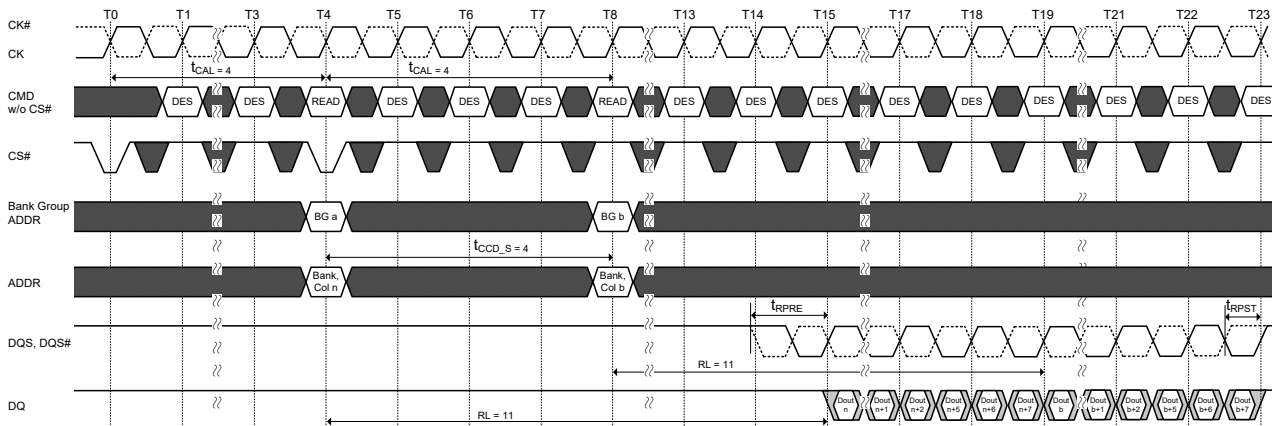 T0 T1 T3 T4 T5 T6 T7 T8 T13 T14 T15 T17 T18 T19 T21 T22 T23
CK#
CK
tCAL = 4 tCAL = 4
CMD
w/o CS#
DES DES READ DES DES DES READ DES DES DES DES DES DES DES DES DES
CS#
Bank Group
ADDR
BG a BG b
tCCD_S = 4
ADDR
Bank,
Col n
Bank,
Col b
tRPRE tRPST
DQS, DQS#
RL = 11
DQ
Dout
n
Dout
n+1
Dout
n+2
Dout
n+5
Dout
n+6
Dout
n+7
Dout
b
Dout
b+1
Dout
b+2
Dout
b+5
Dout
b+6
Dout
b+7
RL = 11